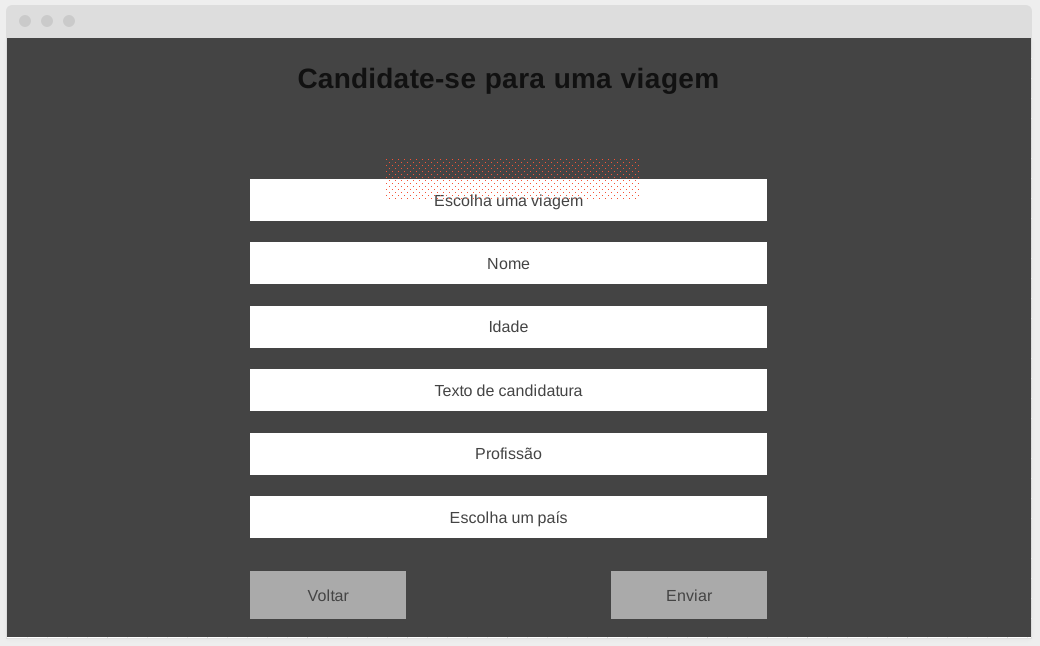 Candidate-se para uma viagem
Escolha uma viagem
Nome
Idade
Texto de candidatura
Profissão
Escolha um país
Voltar
Enviar